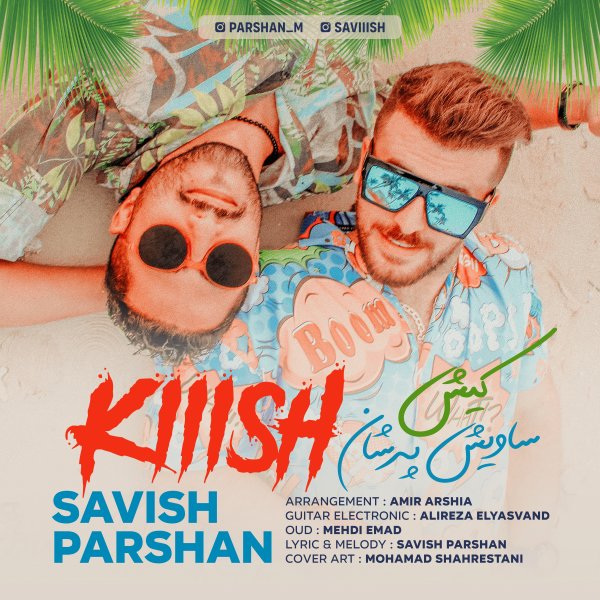 PARSHAN_M SAVIIISH
BOOM
KIIISH
کیش
ساویش پرشان
SAVISH
PARSHAN
ARRANGEMENT : AMIR ARSHIA
GUITAR ELECTRONIC : ALIREZA ELYASVAND
OUD : MEHDI EMAD
LYRIC & MELODY : SAVISH PARSHAN
COVER ART : MOHAMAD SHAHRESTANI